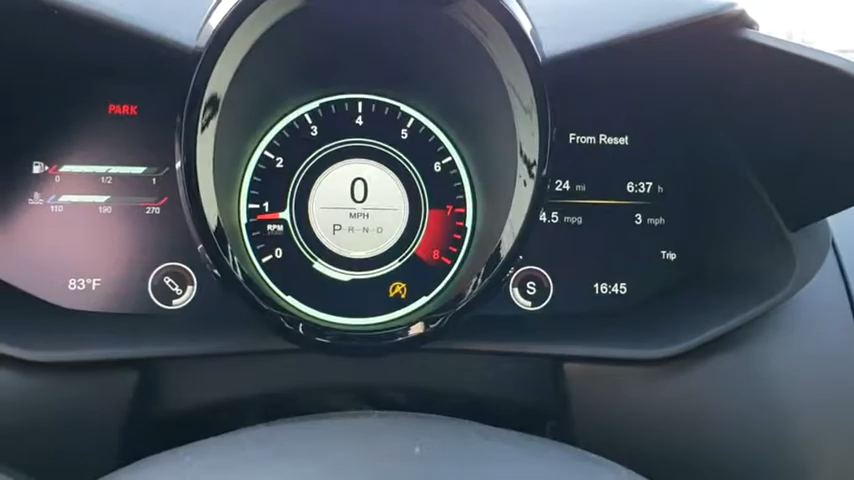 PARK
0 1/2 1
110 190 270
83°F
0 1 2 3 4 5 6 7 8
RPM
0
MPH
P-R-N-D
From Reset
24 mi 6:37 h
4.5 mpg 3 mph
Trip
S
16:45